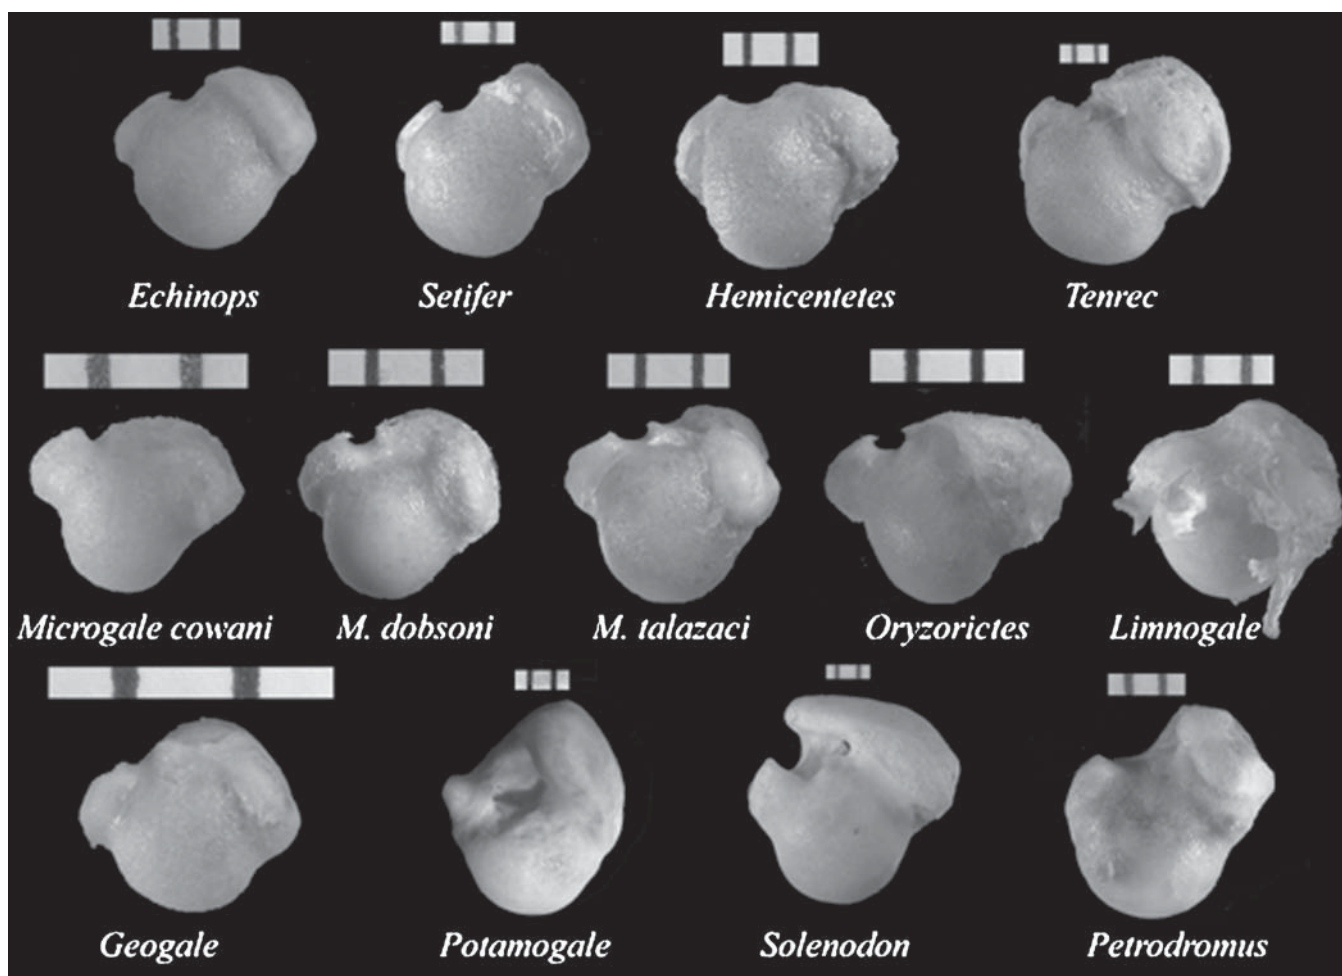 Echinops Setifer Hemicentetes Tenrec
Microgale cowani M. dobsoni M. talazaci Oryzorictes Limnogale
Geogale Potamogale Solenodon Petrodromus